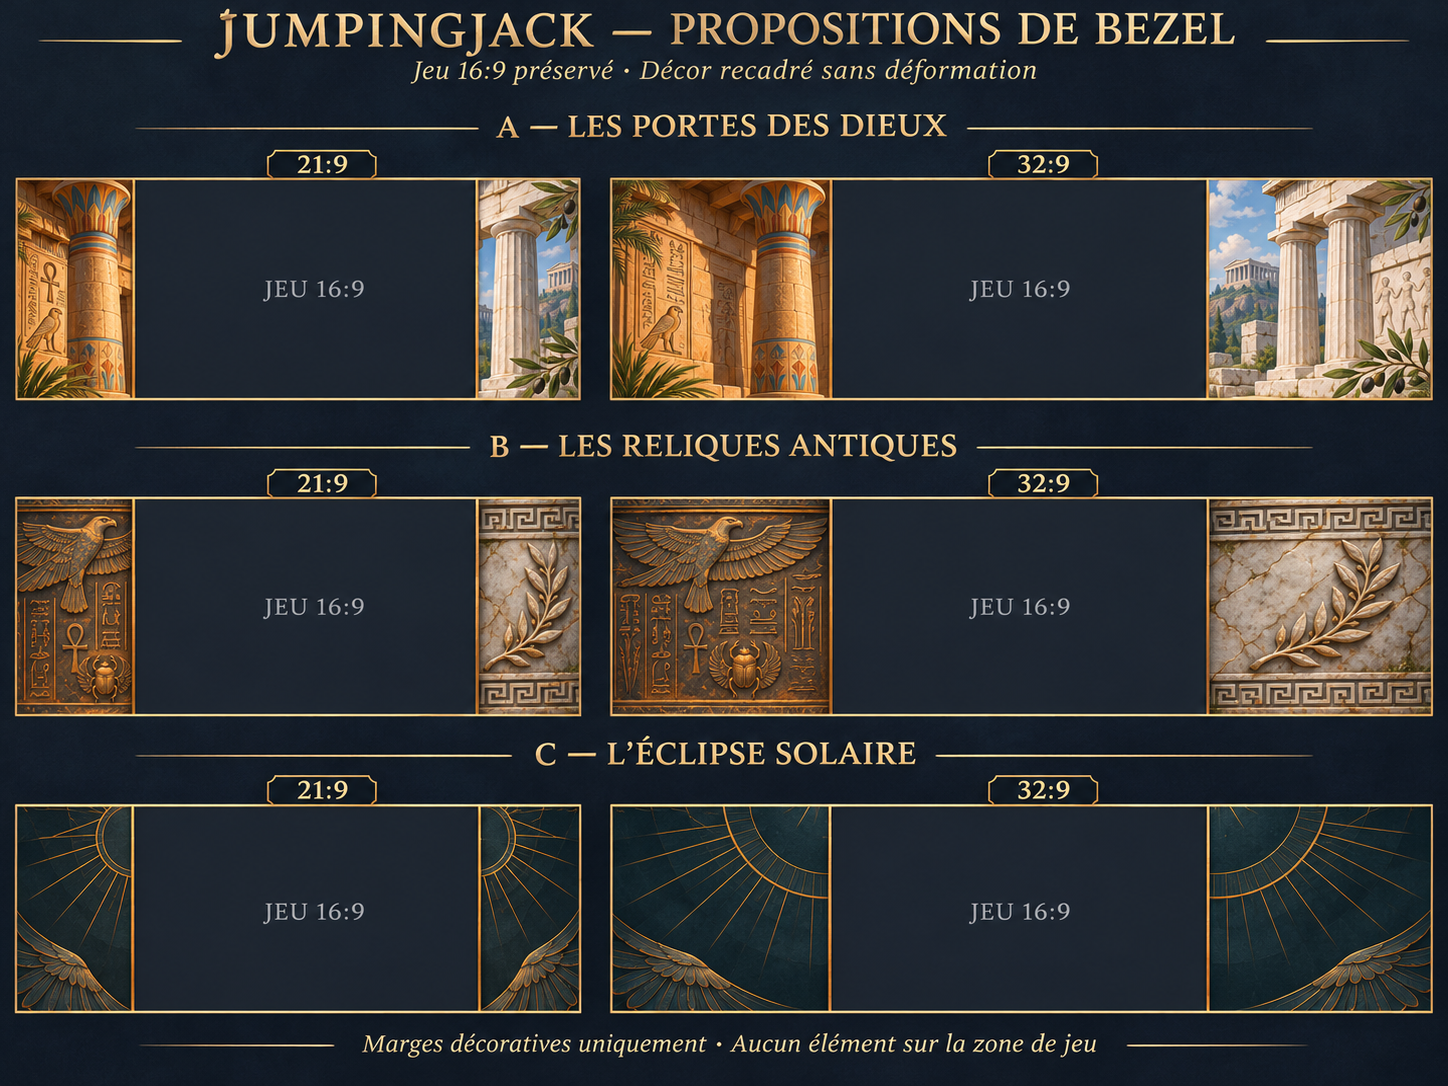 JUMPINGJACK — PROPOSITIONS DE BEZEL
Jeu 16:9 préservé • Décor recadré sans déformation
A — LES PORTES DES DIEUX
21:9
32:9
JEU 16:9
JEU 16:9
B — LES RELIQUES ANTIQUES
21:9
32:9
JEU 16:9
JEU 16:9
C — L’ÉCLIPSE SOLAIRE
21:9
32:9
JEU 16:9
JEU 16:9
Marges décoratives uniquement • Aucun élément sur la zone de jeu